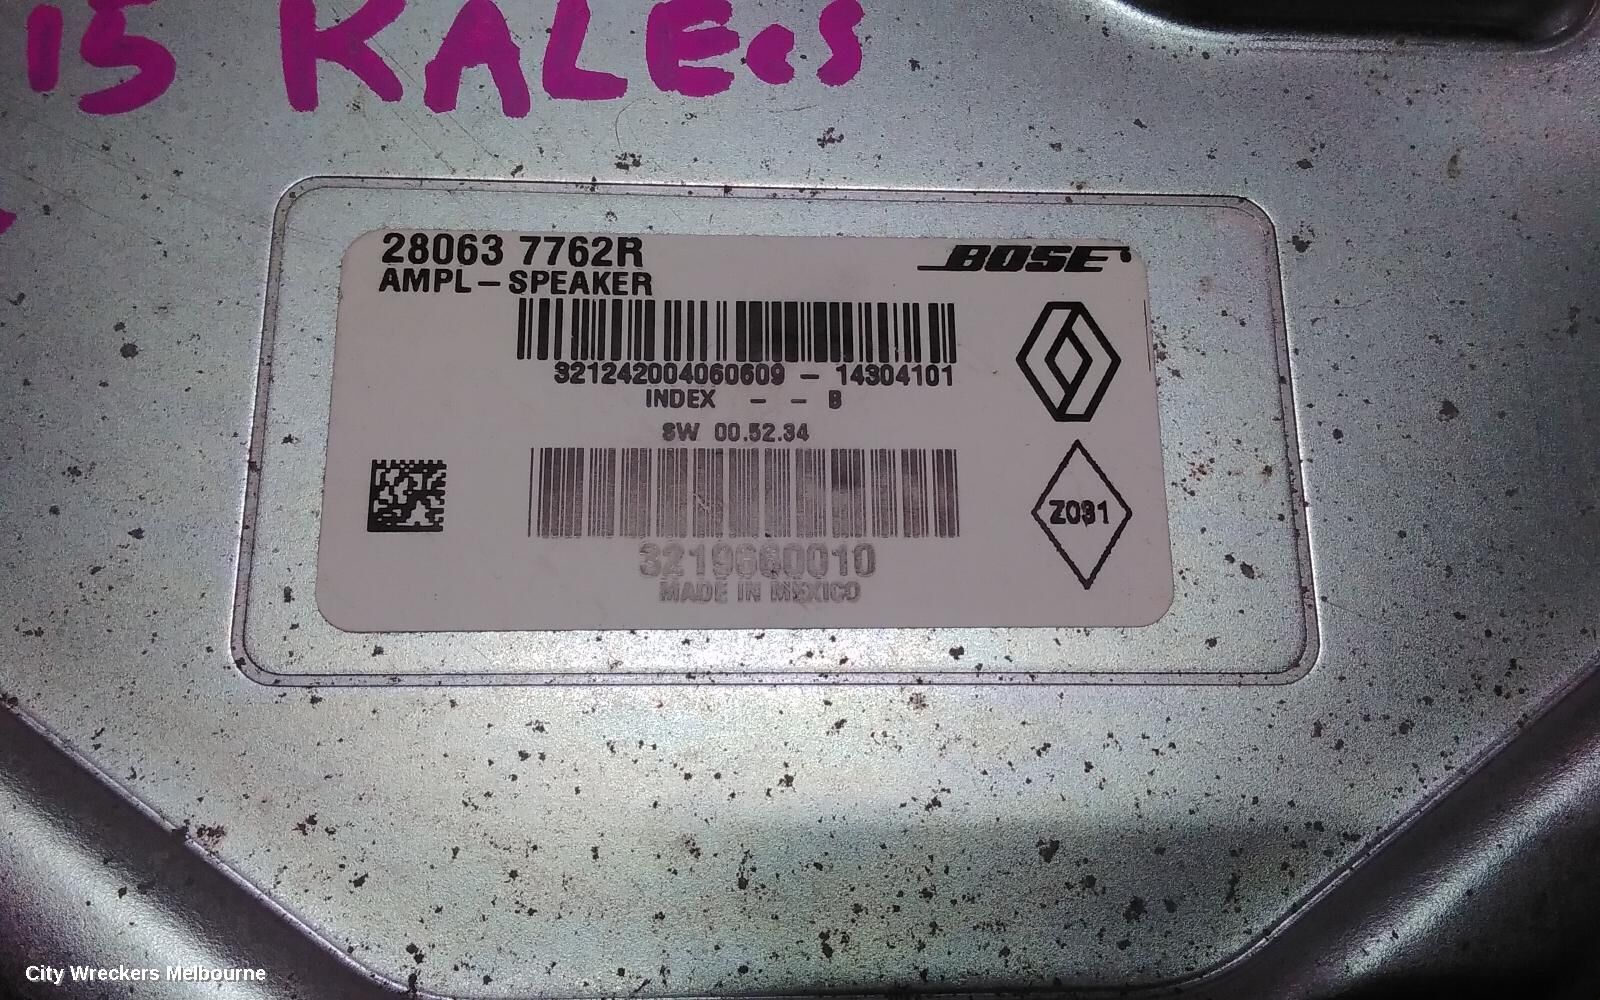 15 KALEOS
28063 7762R
BOSE
AMPL-SPEAKER
321242004060609 - 14304101
INDEX - - B
SW 00.52.34
Z031
3219660010
MADE IN MEXICO
City Wreckers Melbourne